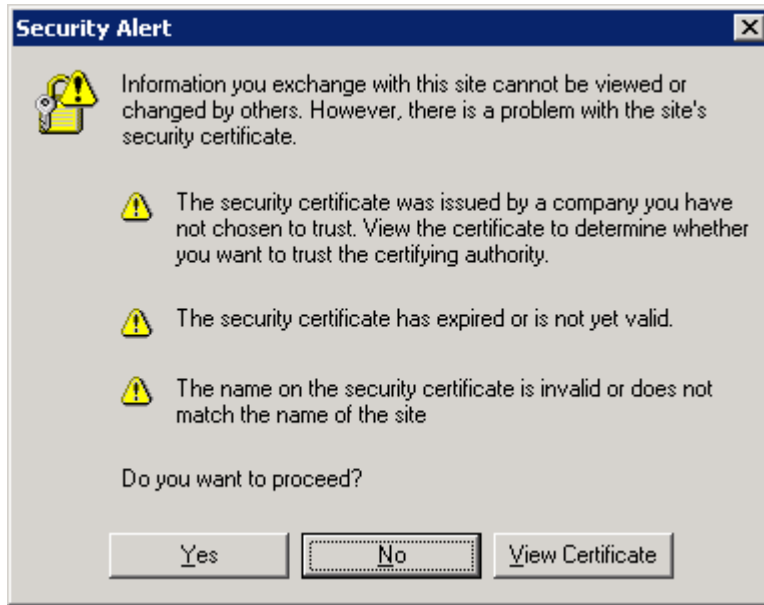 Security Alert
Information you exchange with this site cannot be viewed or
changed by others. However, there is a problem with the site's
security certificate.
The security certificate was issued by a company you have
not chosen to trust. View the certificate to determine whether
you want to trust the certifying authority.
The security certificate has expired or is not yet valid.
The name on the security certificate is invalid or does not
match the name of the site
Do you want to proceed?
Yes No View Certificate